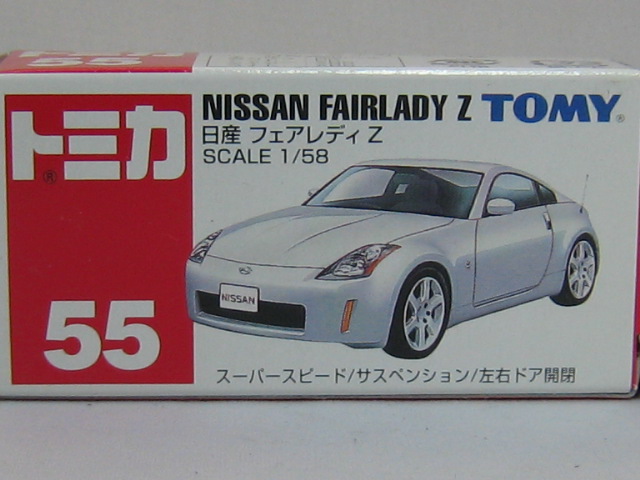 55
トミカ®
NISSAN FAIRLADY Z TOMY®
日産 フェアレディ Z
SCALE 1/58
NISSAN
55
スーパースピード/サスペンション/左右ドア開閉